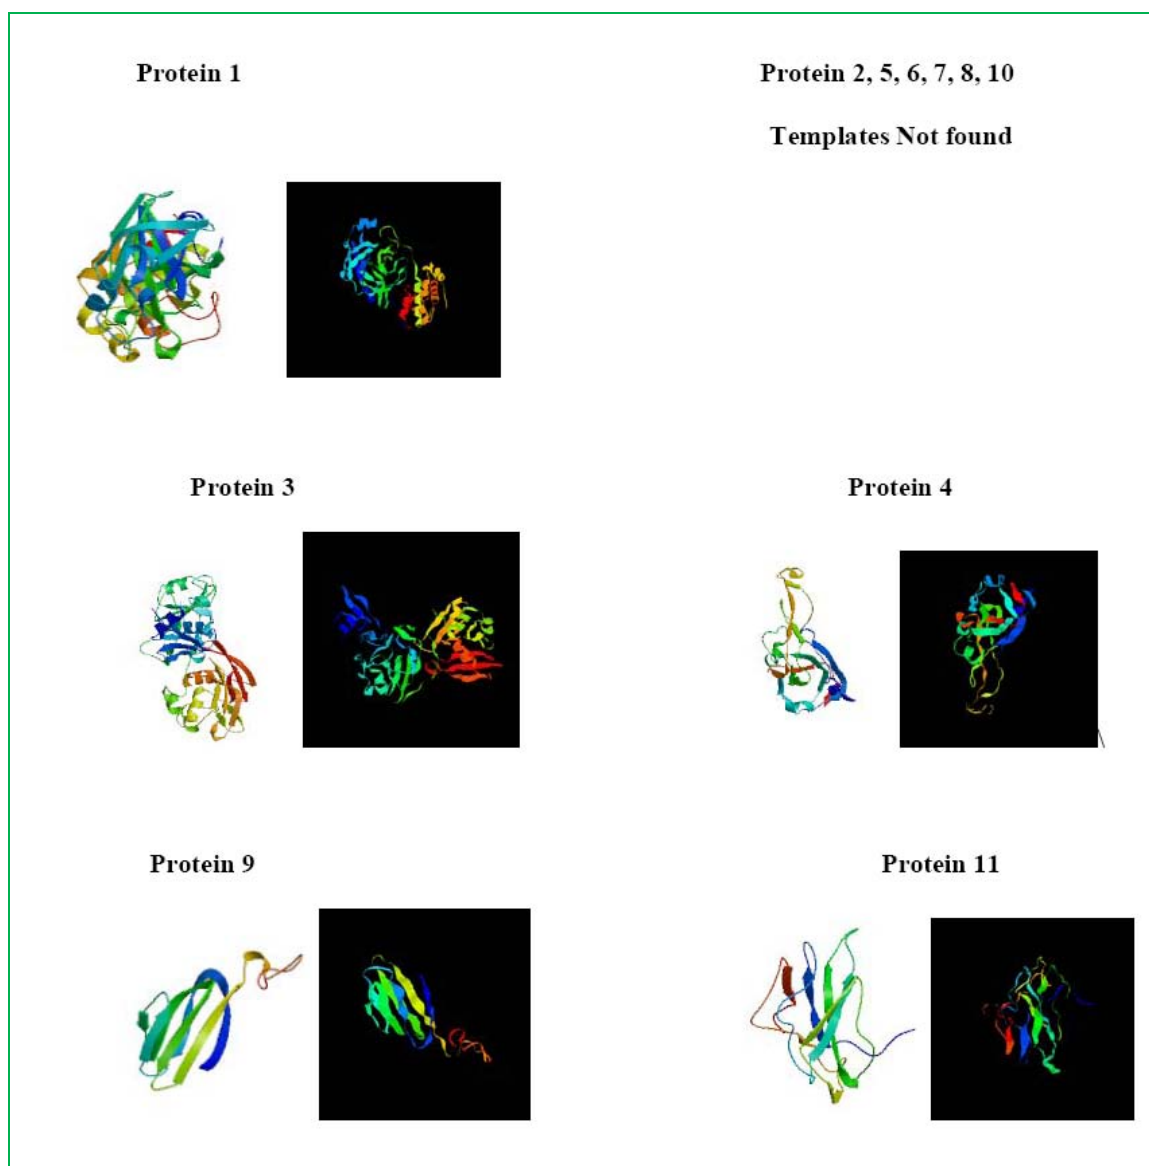 Protein 1
Protein 2, 5, 6, 7, 8, 10
Templates Not found
Protein 3
Protein 4
Protein 9
Protein 11